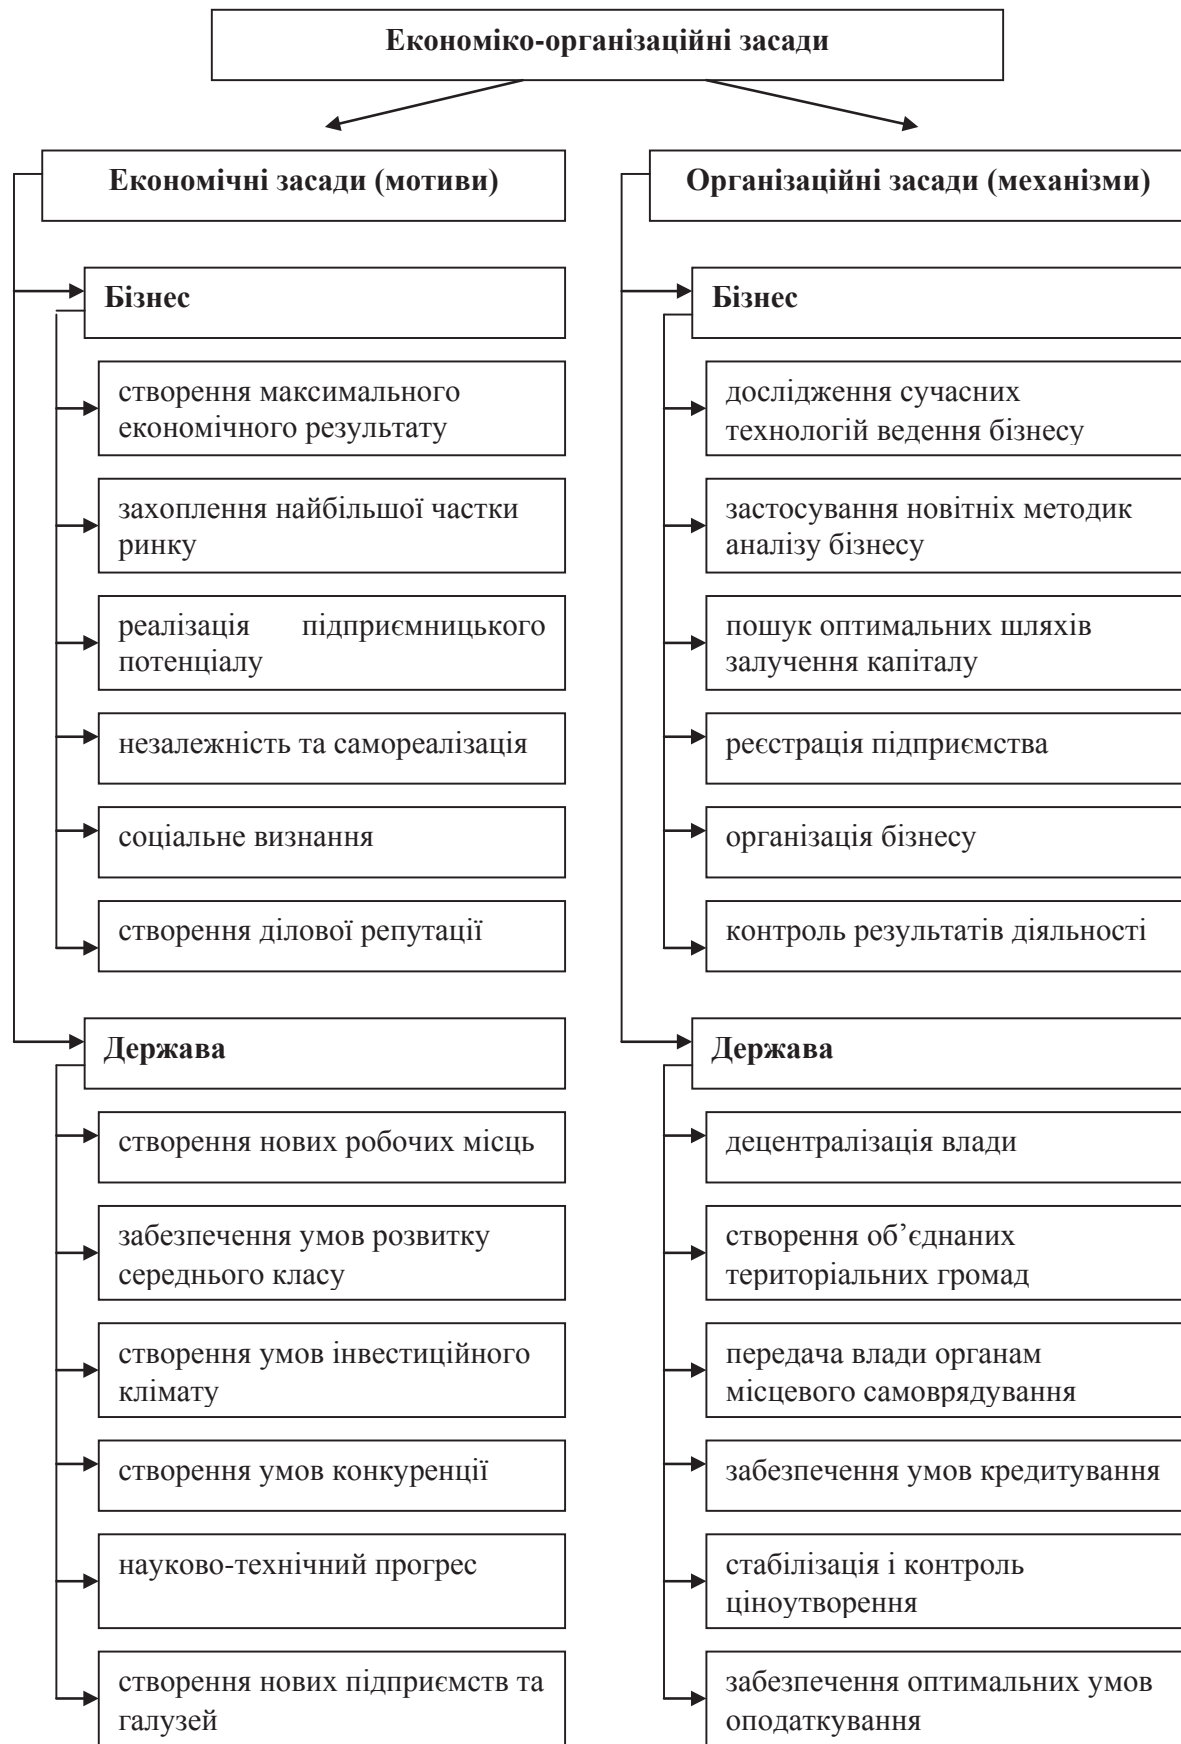 Економіко-організаційні засади
Економічні засади (мотиви)
Бізнес
створення максимального
економічного результату
захоплення найбільшої частки
ринку
реалізація підприємницького
потенціалу
незалежність та самореалізація
соціальне визнання
створення ділової репутації
Держава
створення нових робочих місць
забезпечення умов розвитку
середнього класу
створення умов інвестиційного
клімату
створення умов конкуренції
науково-технічний прогрес
створення нових підприємств та
галузей
Організаційні засади (механізми)
Бізнес
дослідження сучасних
технологій ведення бізнесу
застосування новітніх методик
аналізу бізнесу
пошук оптимальних шляхів
залучення капіталу
реєстрація підприємства
організація бізнесу
контроль результатів діяльності
Держава
децентралізація влади
створення об’єднаних
територіальних громад
передача влади органам
місцевого самоврядування
забезпечення умов кредитування
стабілізація і контроль
ціноутворення
забезпечення оптимальних умов
оподаткування